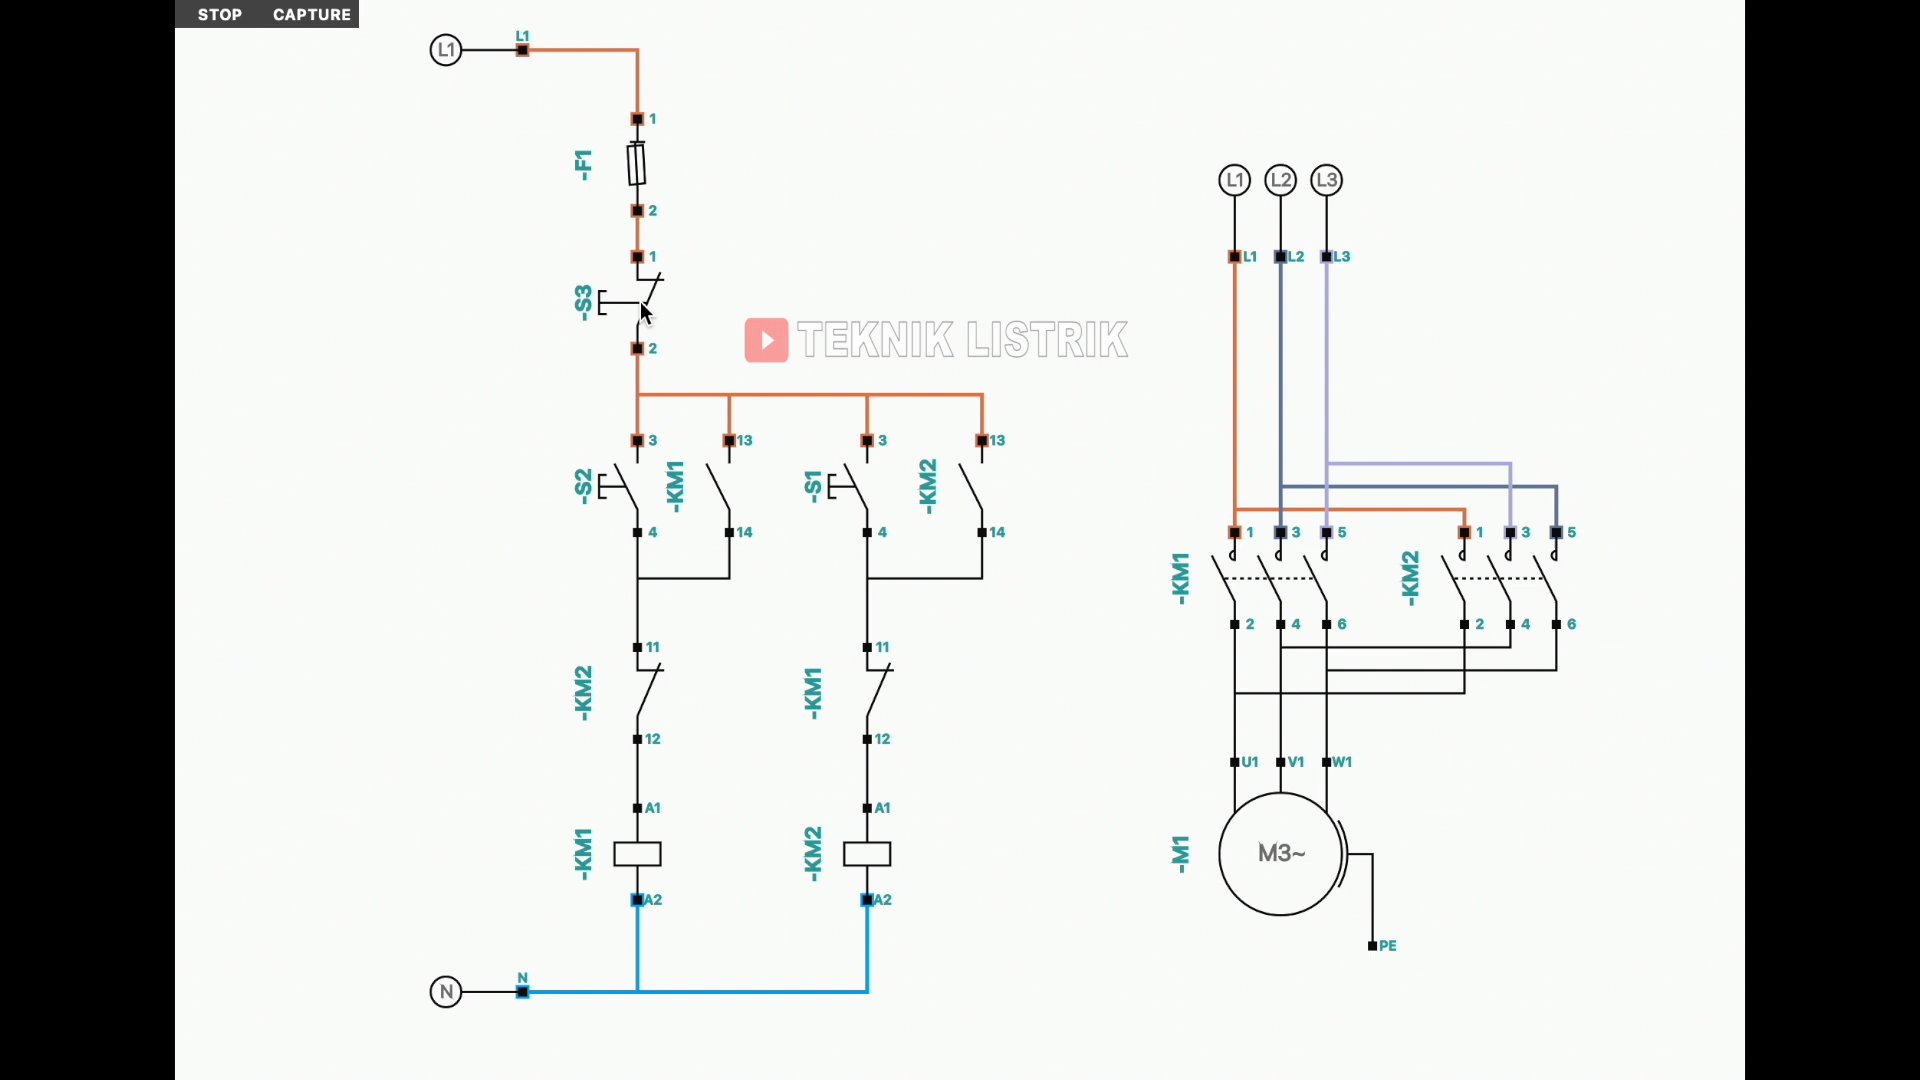 STOP CAPTURE
L1
L1
1
-F1
2
1
-S3
2
TEKNIK LISTRIK
3 13 3 13
-S2 -KM1 -S1 -KM2
4 14 4 14
11 11
-KM2 -KM1
12 12
A1 A1
-KM1 -KM2
A2 A2
N
N
L1 L2 L3
L1 L2 L3
1 3 5 1 3 5
-KM1 -KM2
2 4 6 2 4 6
U1 V1 W1
-M1 M3~
PE